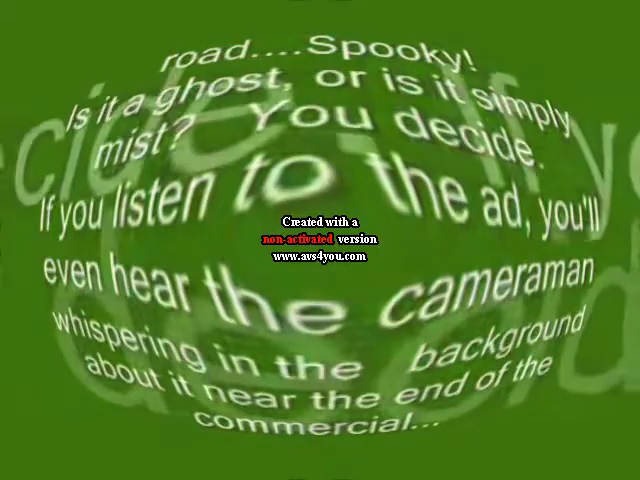 road....Spooky!
Is it a ghost, or is it simply
mist? You decide.
If you listen to the ad, you'll
even hear the cameraman
whispering in the background
about it near the end of the
commercial...
Created with a
non-activated version
www.avs4you.com